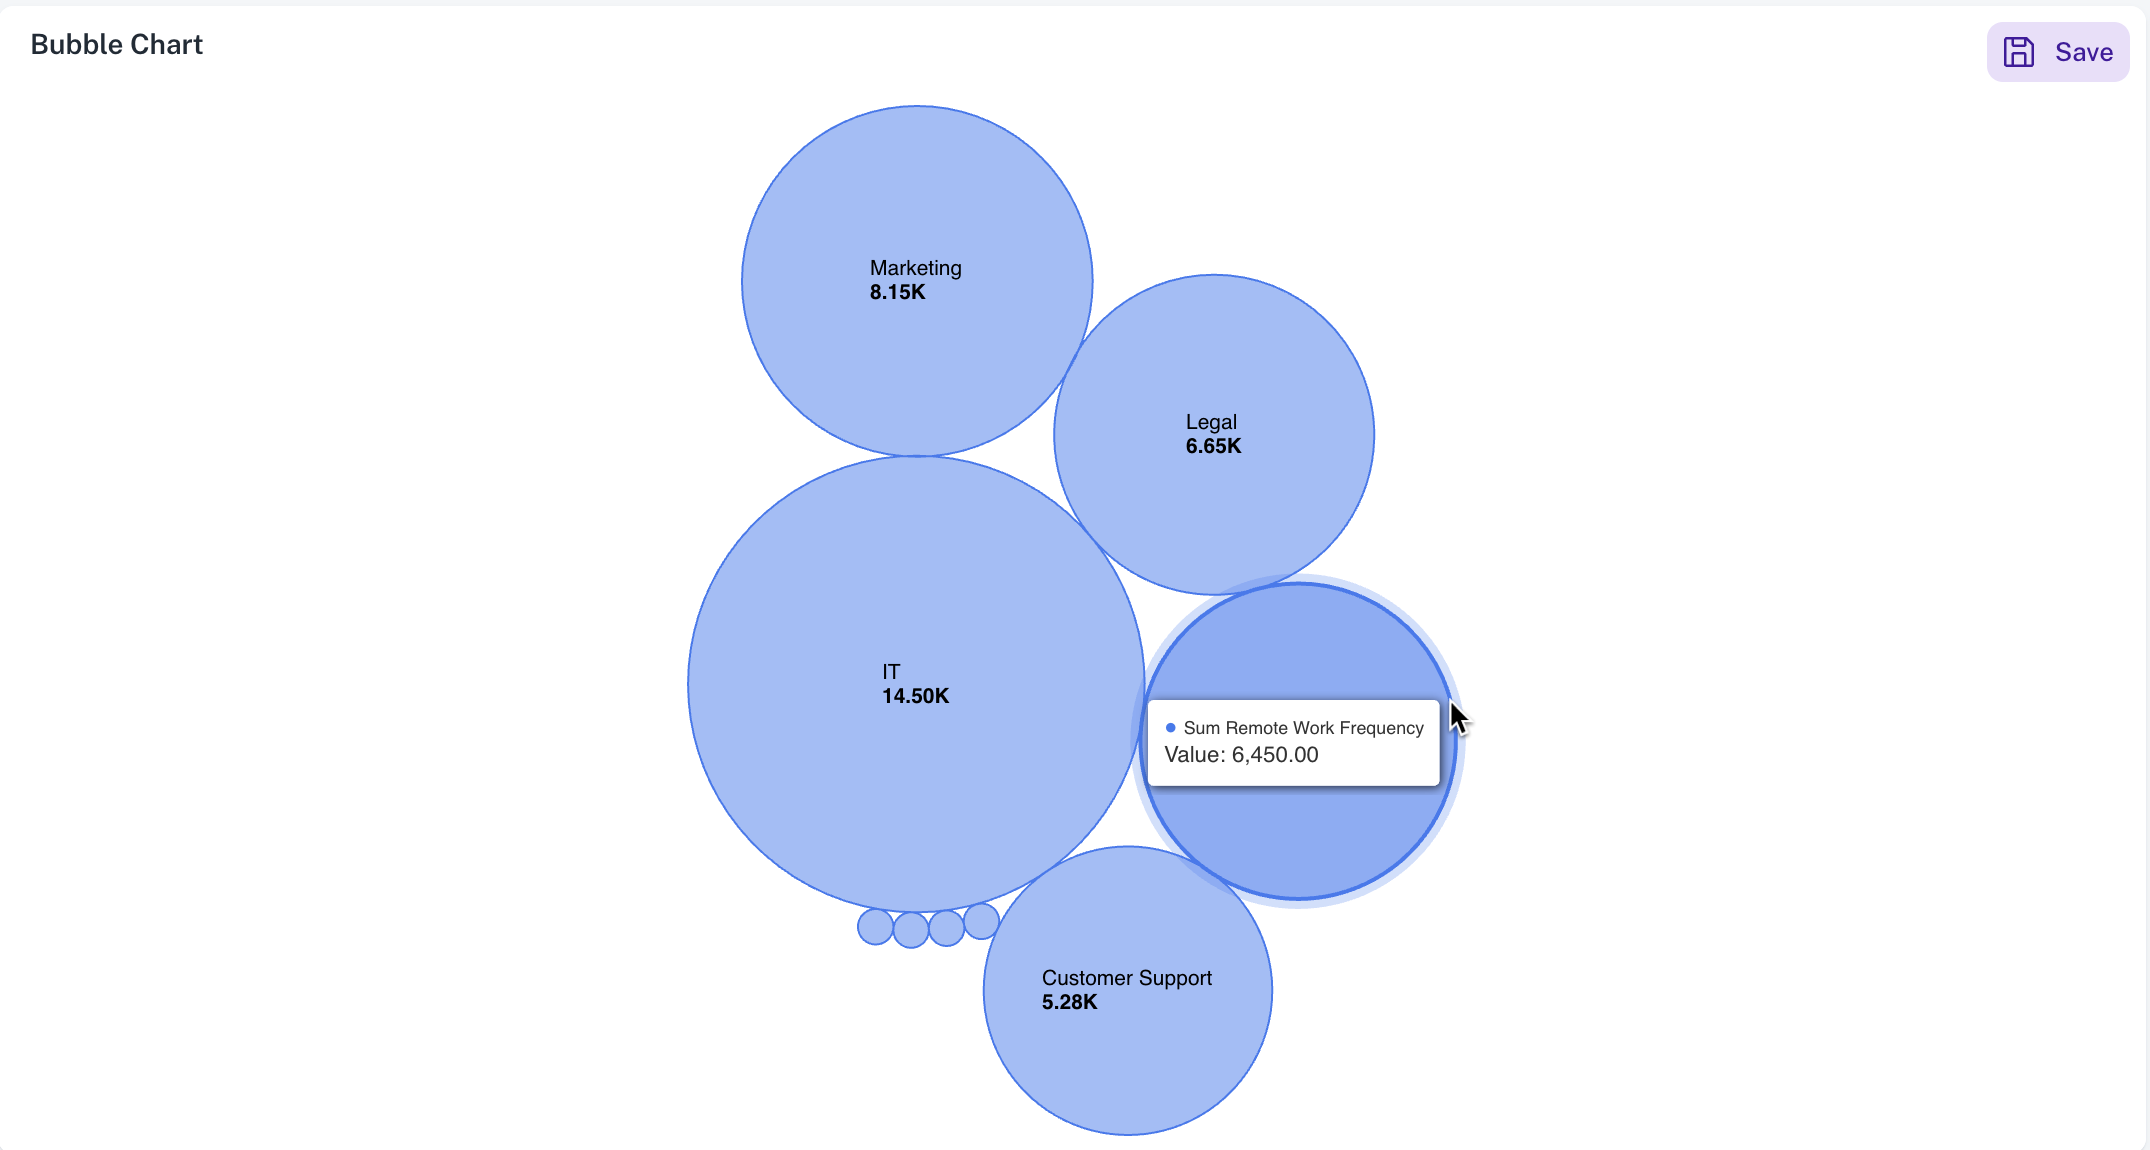 Bubble Chart
Save
Marketing
8.15K
Legal
6.65K
IT
14.50K
Sum Remote Work Frequency
Value: 6,450.00
Customer Support
5.28K